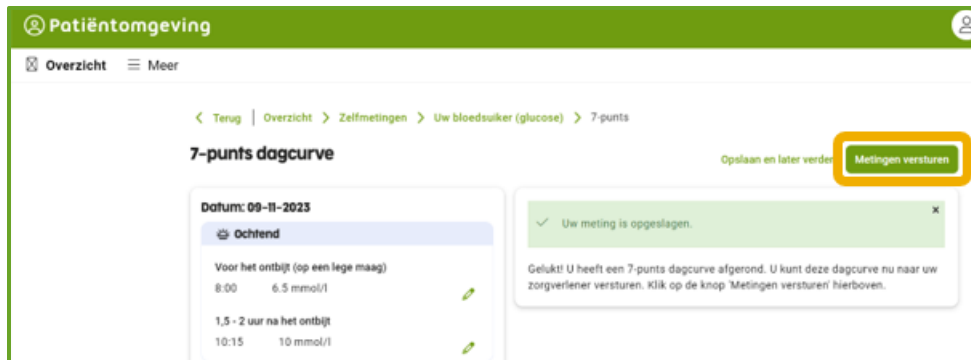 Patiëntomgeving
Overzicht Meer
Terug | Overzicht > Zelfmetingen > Uw bloedsuiker (glucose) > 7-punts
7-punts dagcurve
Opslaan en later verder Metingen versturen
Datum: 09-11-2023
Ochtend
Voor het ontbijt (op een lege maag)
8:00 6.5 mmol/l
1,5 - 2 uur na het ontbijt
10:15 10 mmol/l
Uw meting is opgeslagen.
Gelukt! U heeft een 7-punts dagcurve afgerond. U kunt deze dagcurve nu naar uw
zorgverlener versturen. Klik op de knop 'Metingen versturen' hierboven.